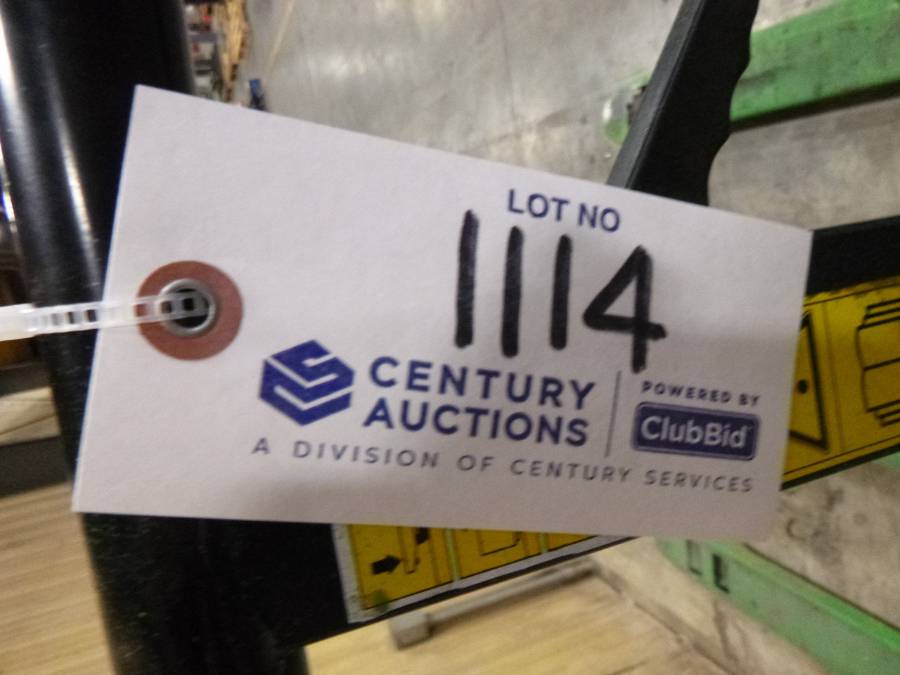 LOT NO
1114
CENTURY
AUCTIONS
A DIVISION OF CENTURY SERVICES
POWERED BY
ClubBid